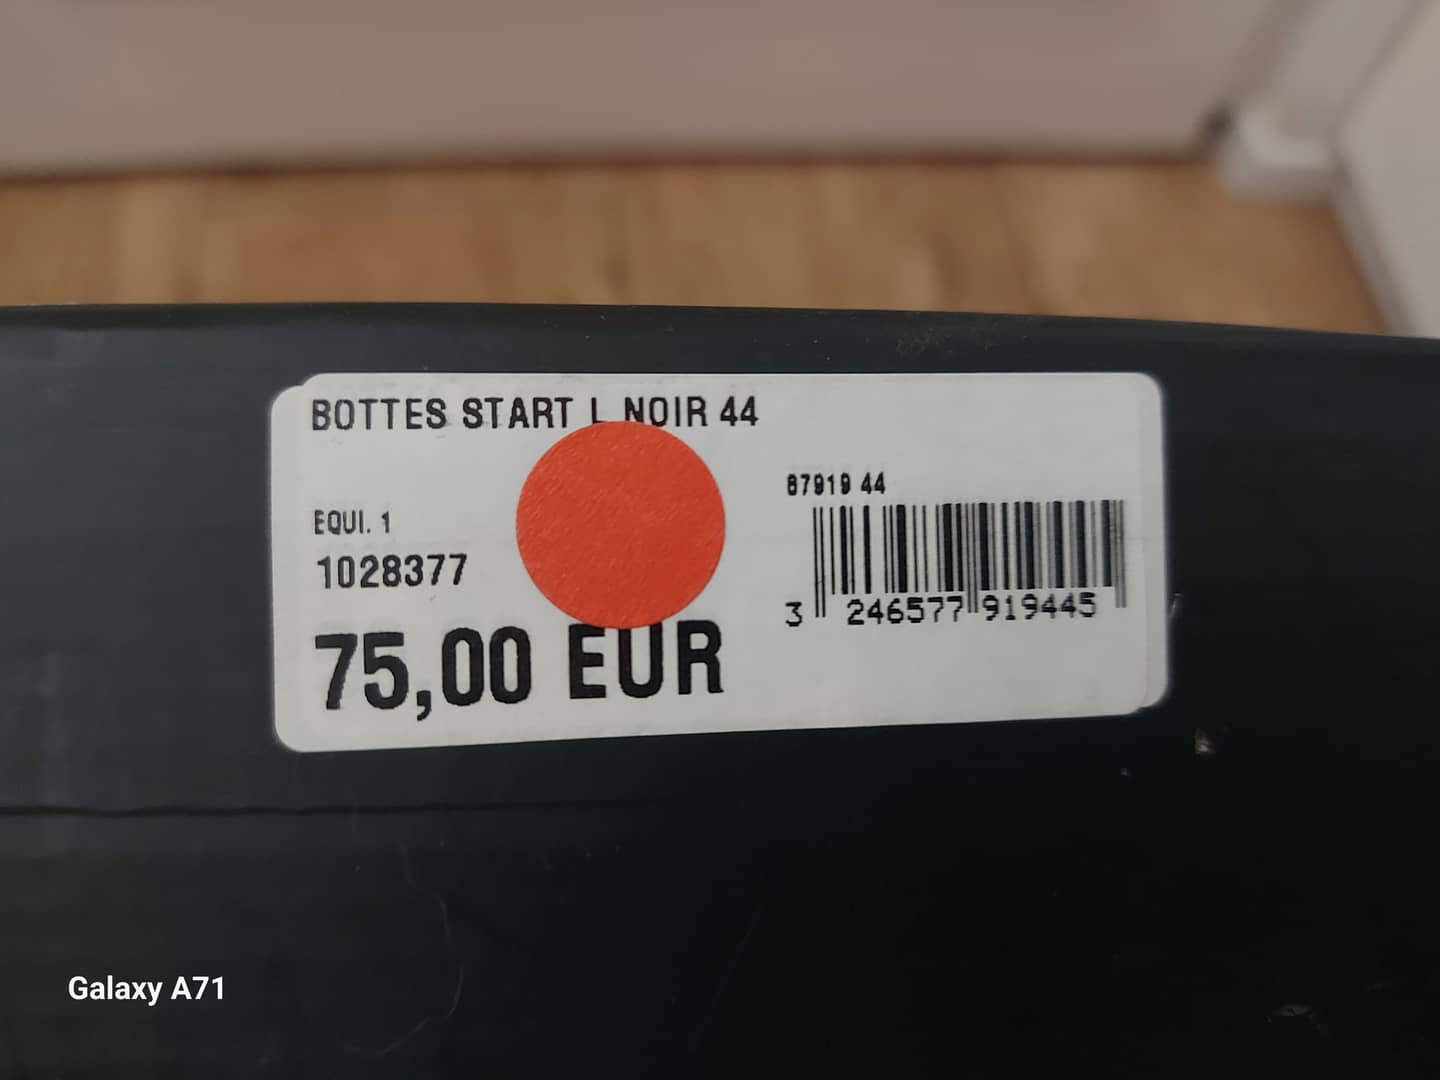 BOTTES START L NOIR 44
87919 44
EQUI. 1
1028377
3 246577 919445
75,00 EUR
Galaxy A71